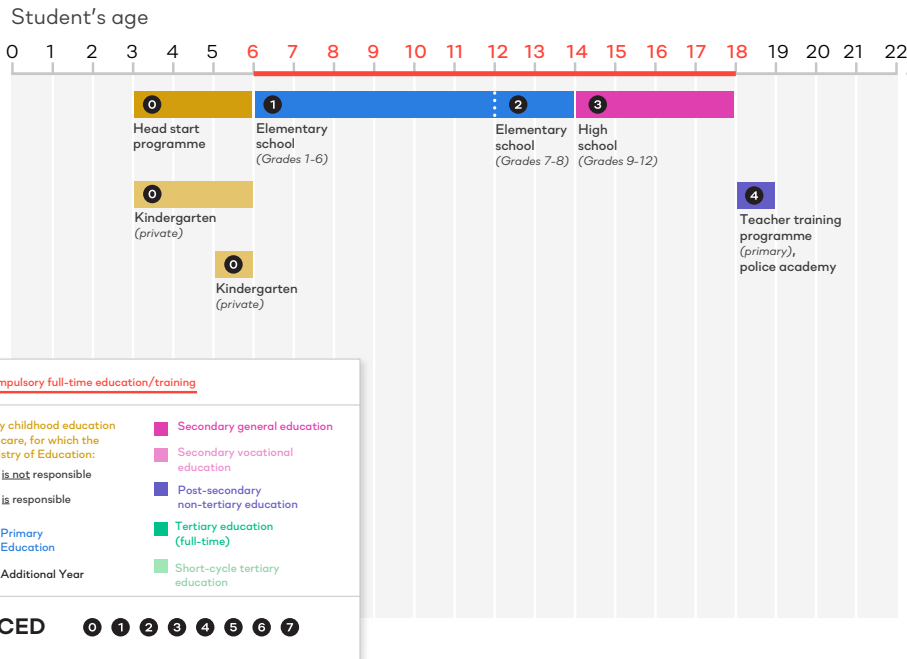 Student's age
0 1 2 3 4 5 6 7 8 9 10 11 12 13 14 15 16 17 18 19 20 21 22
0 1 2 3
Head start
programme
Elementary
school
(Grades 1-6)
Elementary
school
(Grades 7-8)
High
school
(Grades 9-12)
0
Kindergarten
(private)
4
Teacher training
programme
(primary),
police academy
0
Kindergarten
(private)
mpulsory full-time education/training
y childhood education
care, for which the
stry of Education:
is not responsible
is responsible
Primary
Education
Additional Year
Secondary general education
Secondary vocational
education
Post-secondary
non-tertiary education
Tertiary education
(full-time)
Short-cycle tertiary
education
CED 0 1 2 3 4 5 6 7